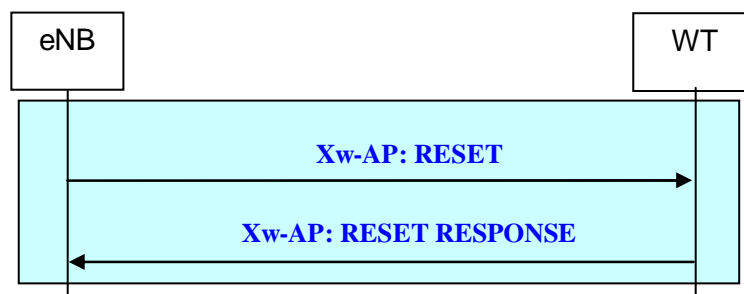 eNB
WT
Xw-AP: RESET
Xw-AP: RESET RESPONSE